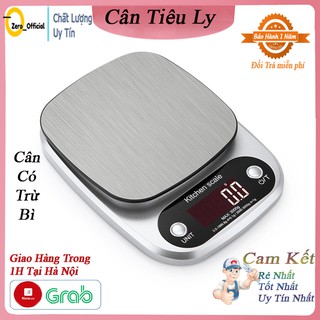 Zero_Official
Chất Lượng
Uy Tín
Cân Tiêu Ly
Bảo Hành 1 Năm
Đổi Trả miễn phí
Cân
Có
Trừ
Bì
Kitchen scale
0.0
UNIT
O/T
Giao Hàng Trong
1H Tại Hà Nội
Grab
Cam Kết
Rẻ Nhất
Tốt Nhất
Uy Tín Nhất